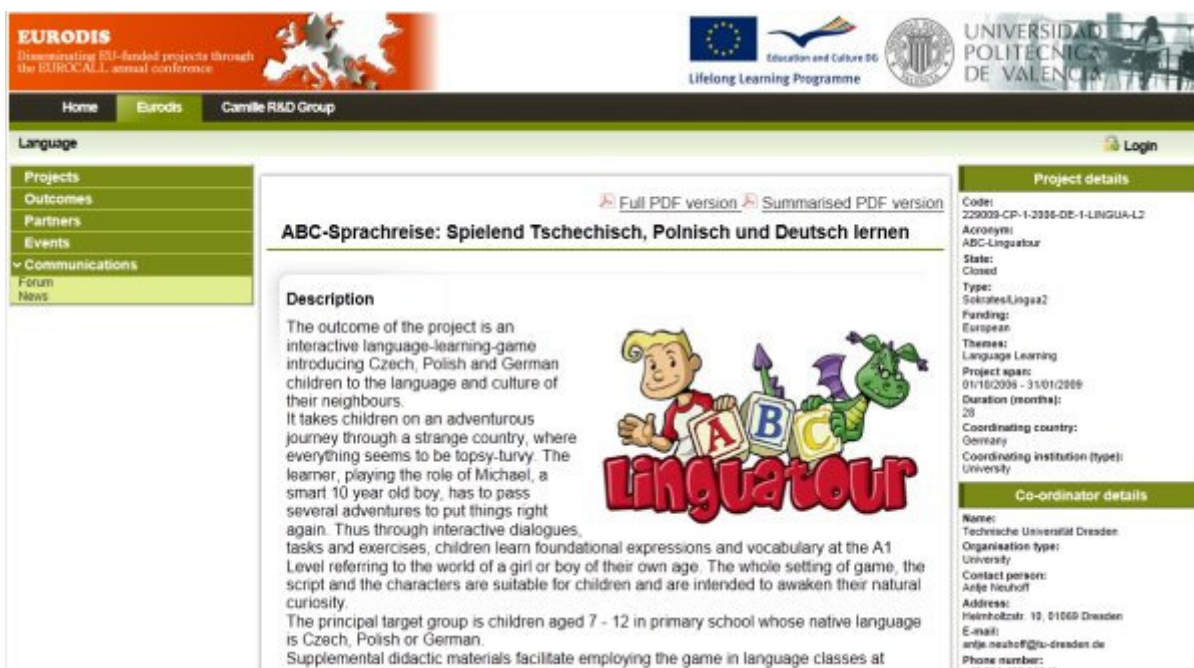 EURODIS
Disseminating EU-funded projects through
the EUROCALL annual conference
Education and Culture DG
Lifelong Learning Programme
UNIVERSIDAD
POLITECNICA
DE VALENCIA
Home Eurodis Camille R&D Group
Language
Login
Projects
Outcomes
Partners
Events
Communications
Forum
News
Full PDF version Summarised PDF version
ABC-Sprachreise: Spielend Tschechisch, Polnisch und Deutsch lernen
Description
The outcome of the project is an
interactive language-learning-game
introducing Czech, Polish and German
children to the language and culture of
their neighbours.
It takes children on an adventurous
journey through a strange country, where
everything seems to be topsy-turvy. The
learner, playing the role of Michael, a
smart 10 year old boy, has to pass
several adventures to put things right
again. Thus through interactive dialogues,
tasks and exercises, children learn foundational expressions and vocabulary at the A1
Level referring to the world of a girl or boy of their own age. The whole setting of game, the
script and the characters are suitable for children and are intended to awaken their natural
curiosity.
The principal target group is children aged 7 - 12 in primary school whose native language
is Czech, Polish or German.
Supplemental didactic materials facilitate employing the game in language classes at
A B C
Linguatour
Project details
Code:
229009-CP-1-2006-DE-1-LINGUA-L2
Acronym:
ABC-Linguatour
State:
Closed
Type:
Sokrates/Lingua2
Funding:
European
Themes:
Language Learning
Project span:
01/10/2006 - 31/01/2009
Duration (months):
28
Coordinating country:
Germany
Coordinating institution (type):
University
Co-ordinator details
Name:
Technische Universität Dresden
Organisation type:
University
Contact person:
Antje Neuhoff
Address:
Helmholtzstr. 10, 01069 Dresden
E-mail:
antje.neuhoff@tu-dresden.de
Phone number: